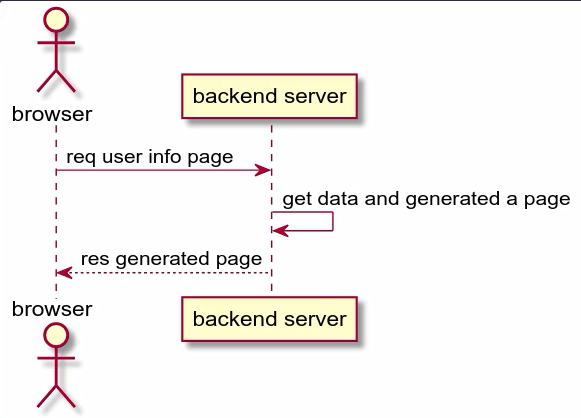 browser
backend server
req user info page
get data and generated a page
res generated page
browser
backend server